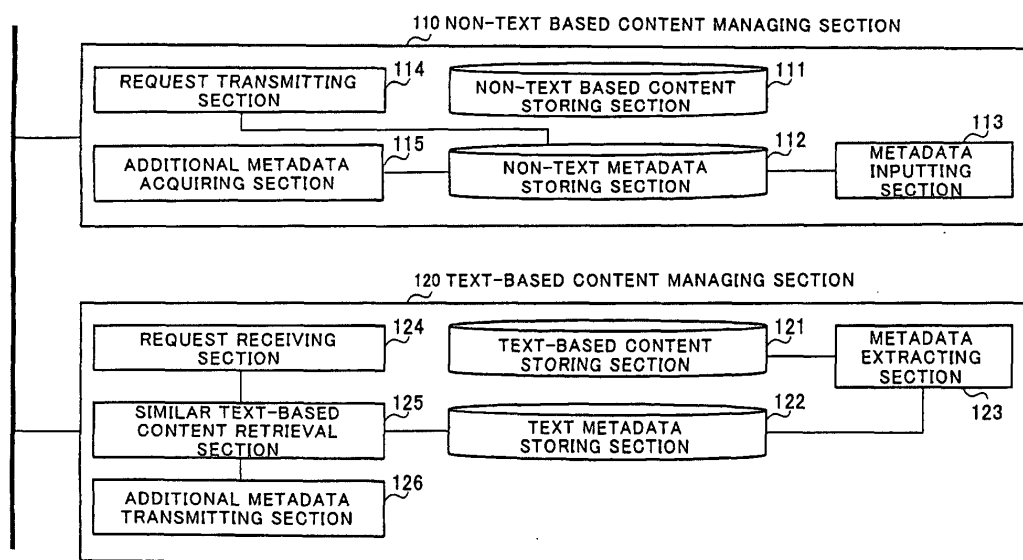 110 NON-TEXT BASED CONTENT MANAGING SECTION
REQUEST TRANSMITTING
SECTION
114
NON-TEXT BASED CONTENT
STORING SECTION
111
ADDITIONAL METADATA
ACQUIRING SECTION
115
NON-TEXT METADATA
STORING SECTION
112
METADATA
INPUTTING
SECTION
113
120 TEXT-BASED CONTENT MANAGING SECTION
REQUEST RECEIVING
SECTION
124
TEXT-BASED CONTENT
STORING SECTION
121
METADATA
EXTRACTING
SECTION
123
SIMILAR TEXT-BASED
CONTENT RETRIEVAL
SECTION
125
TEXT METADATA
STORING SECTION
122
ADDITIONAL METADATA
TRANSMITTING SECTION
126